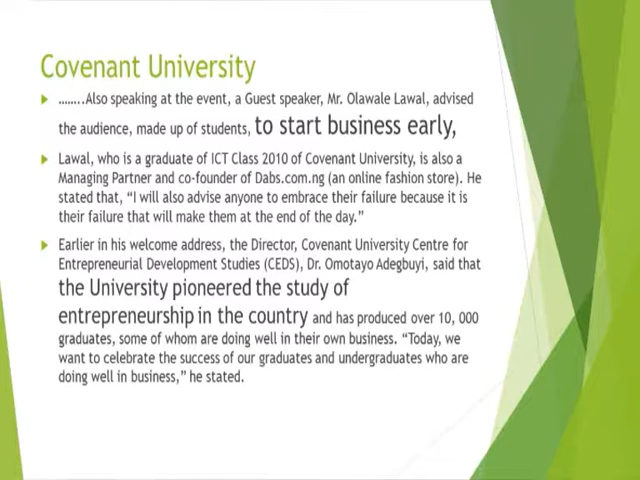 Covenant University
........Also speaking at the event, a Guest speaker, Mr. Olawale Lawal, advised
the audience, made up of students, to start business early,
Lawal, who is a graduate of ICT Class 2010 of Covenant University, is also a
Managing Partner and co-founder of Dabs.com.ng (an online fashion store). He
stated that, “I will also advise anyone to embrace their failure because it is
their failure that will make them at the end of the day.”
Earlier in his welcome address, the Director, Covenant University Centre for
Entrepreneurial Development Studies (CEDS), Dr. Omotayo Adegbuyi, said that
the University pioneered the study of
entrepreneurship in the country and has produced over 10, 000
graduates, some of whom are doing well in their own business. “Today, we
want to celebrate the success of our graduates and undergraduates who are
doing well in business,” he stated.